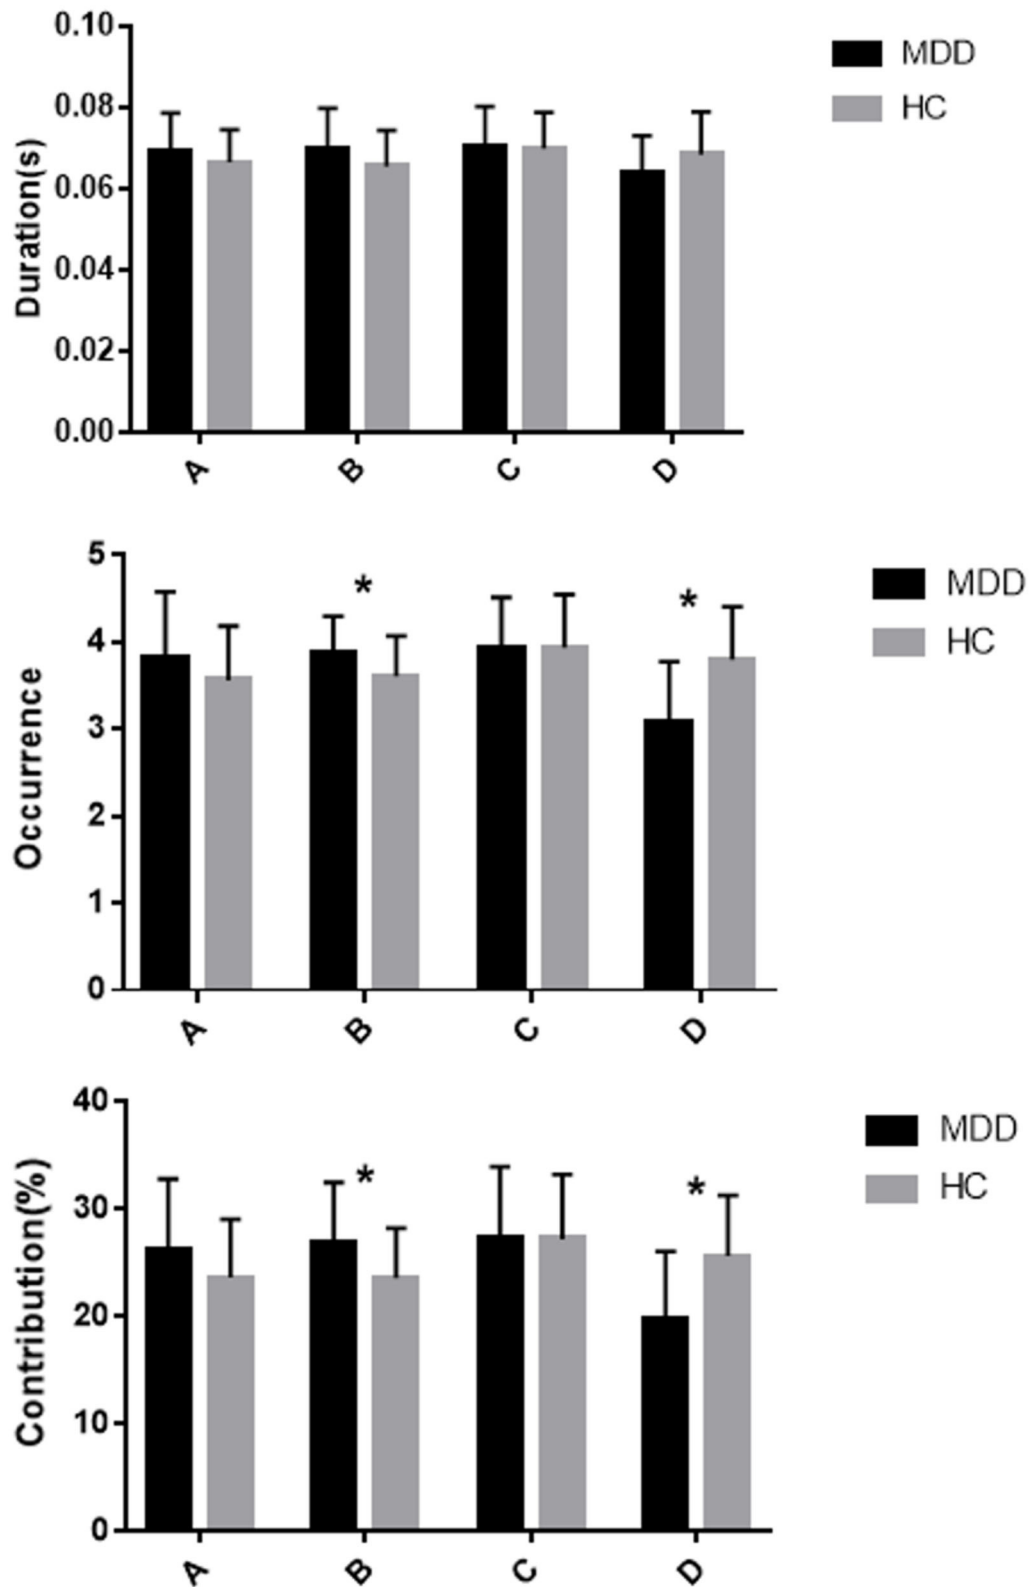 0.10
0.08
0.06
0.04
0.02
0.00
Duration(s)
A B C D
MDD
HC
5
4
3
2
1
0
Occurrence
* *
A B C D
MDD
HC
40
30
20
10
0
Contribution(%)
* *
A B C D
MDD
HC